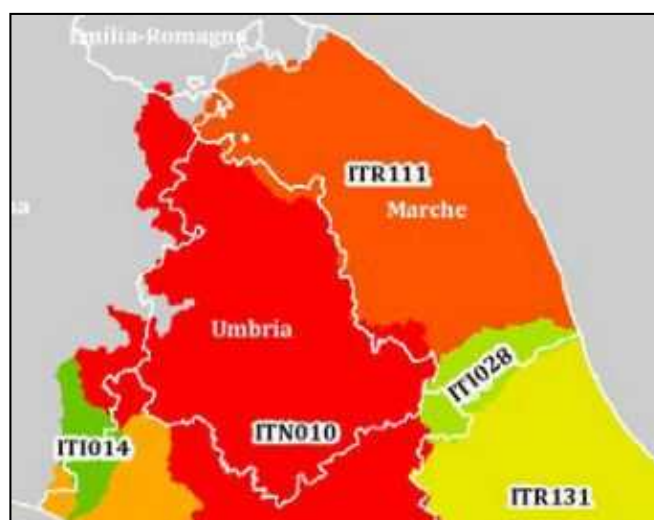 Emilia-Romagna
ITR111
Marche
Umbria
ITI028
ITN010
ITI014
ITR131